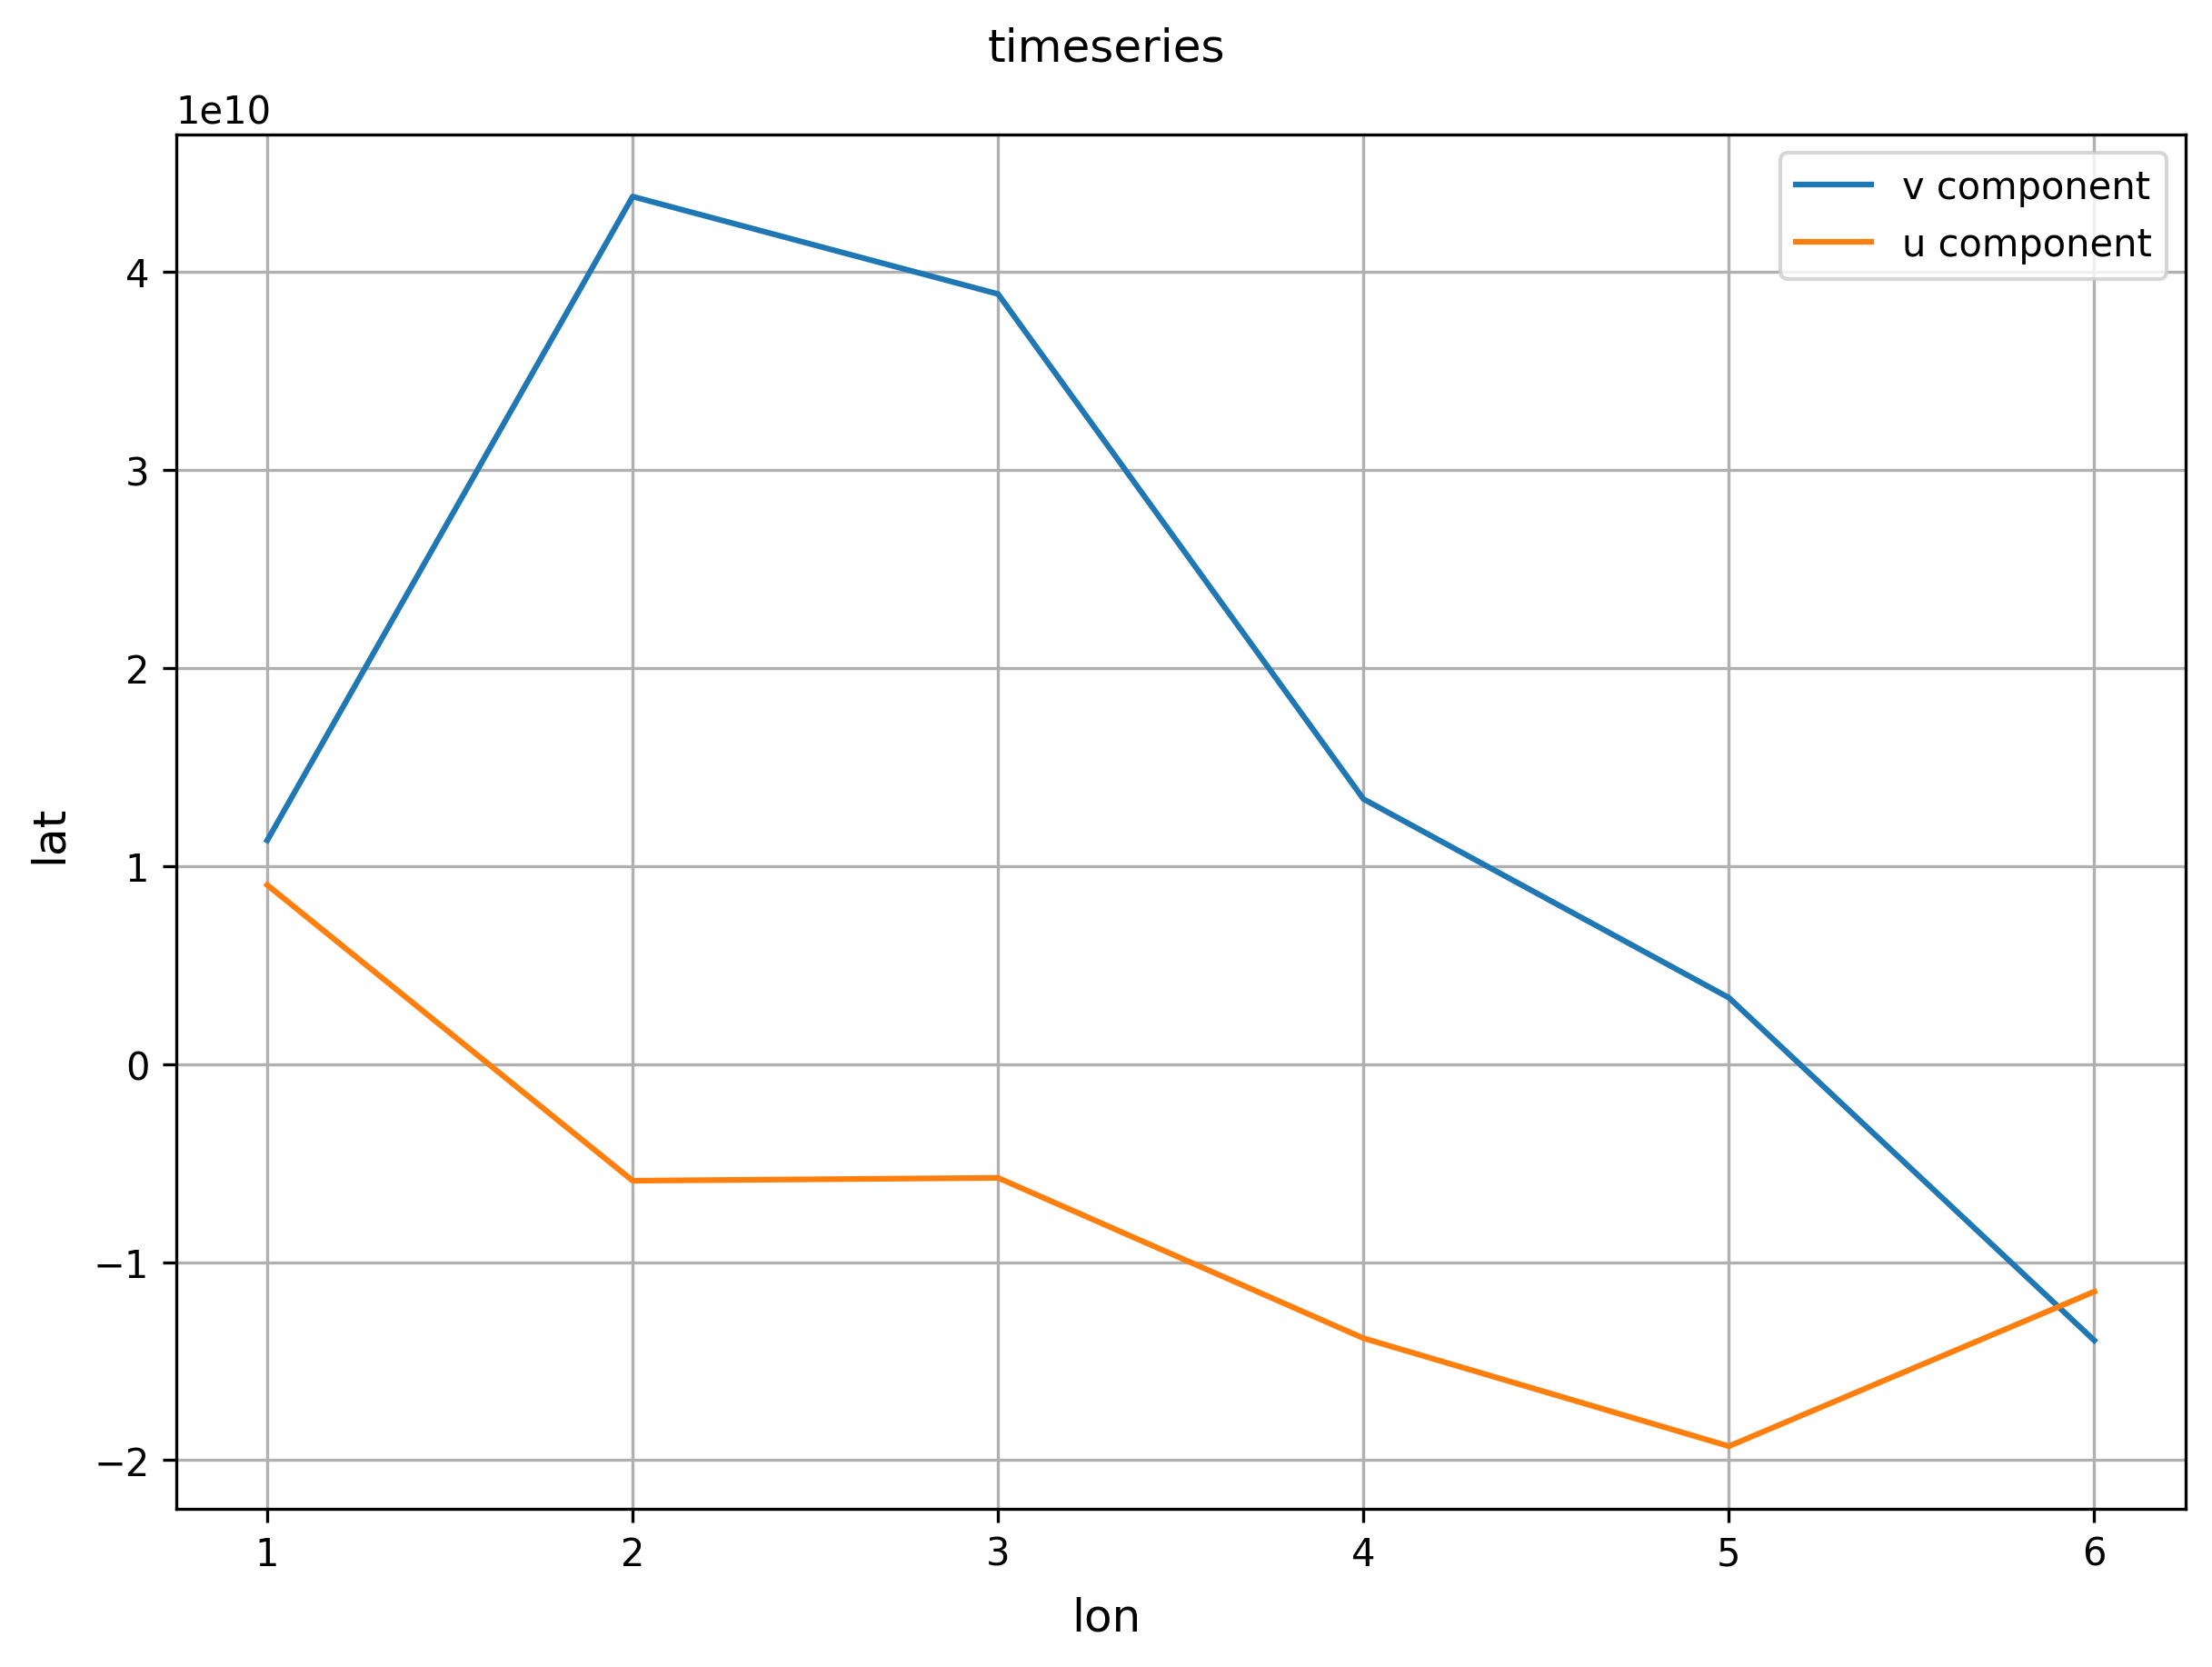 timeseries
1e10
v component
u component
4
3
2
1
0
−1
−2
lat
1 2 3 4 5 6
lon